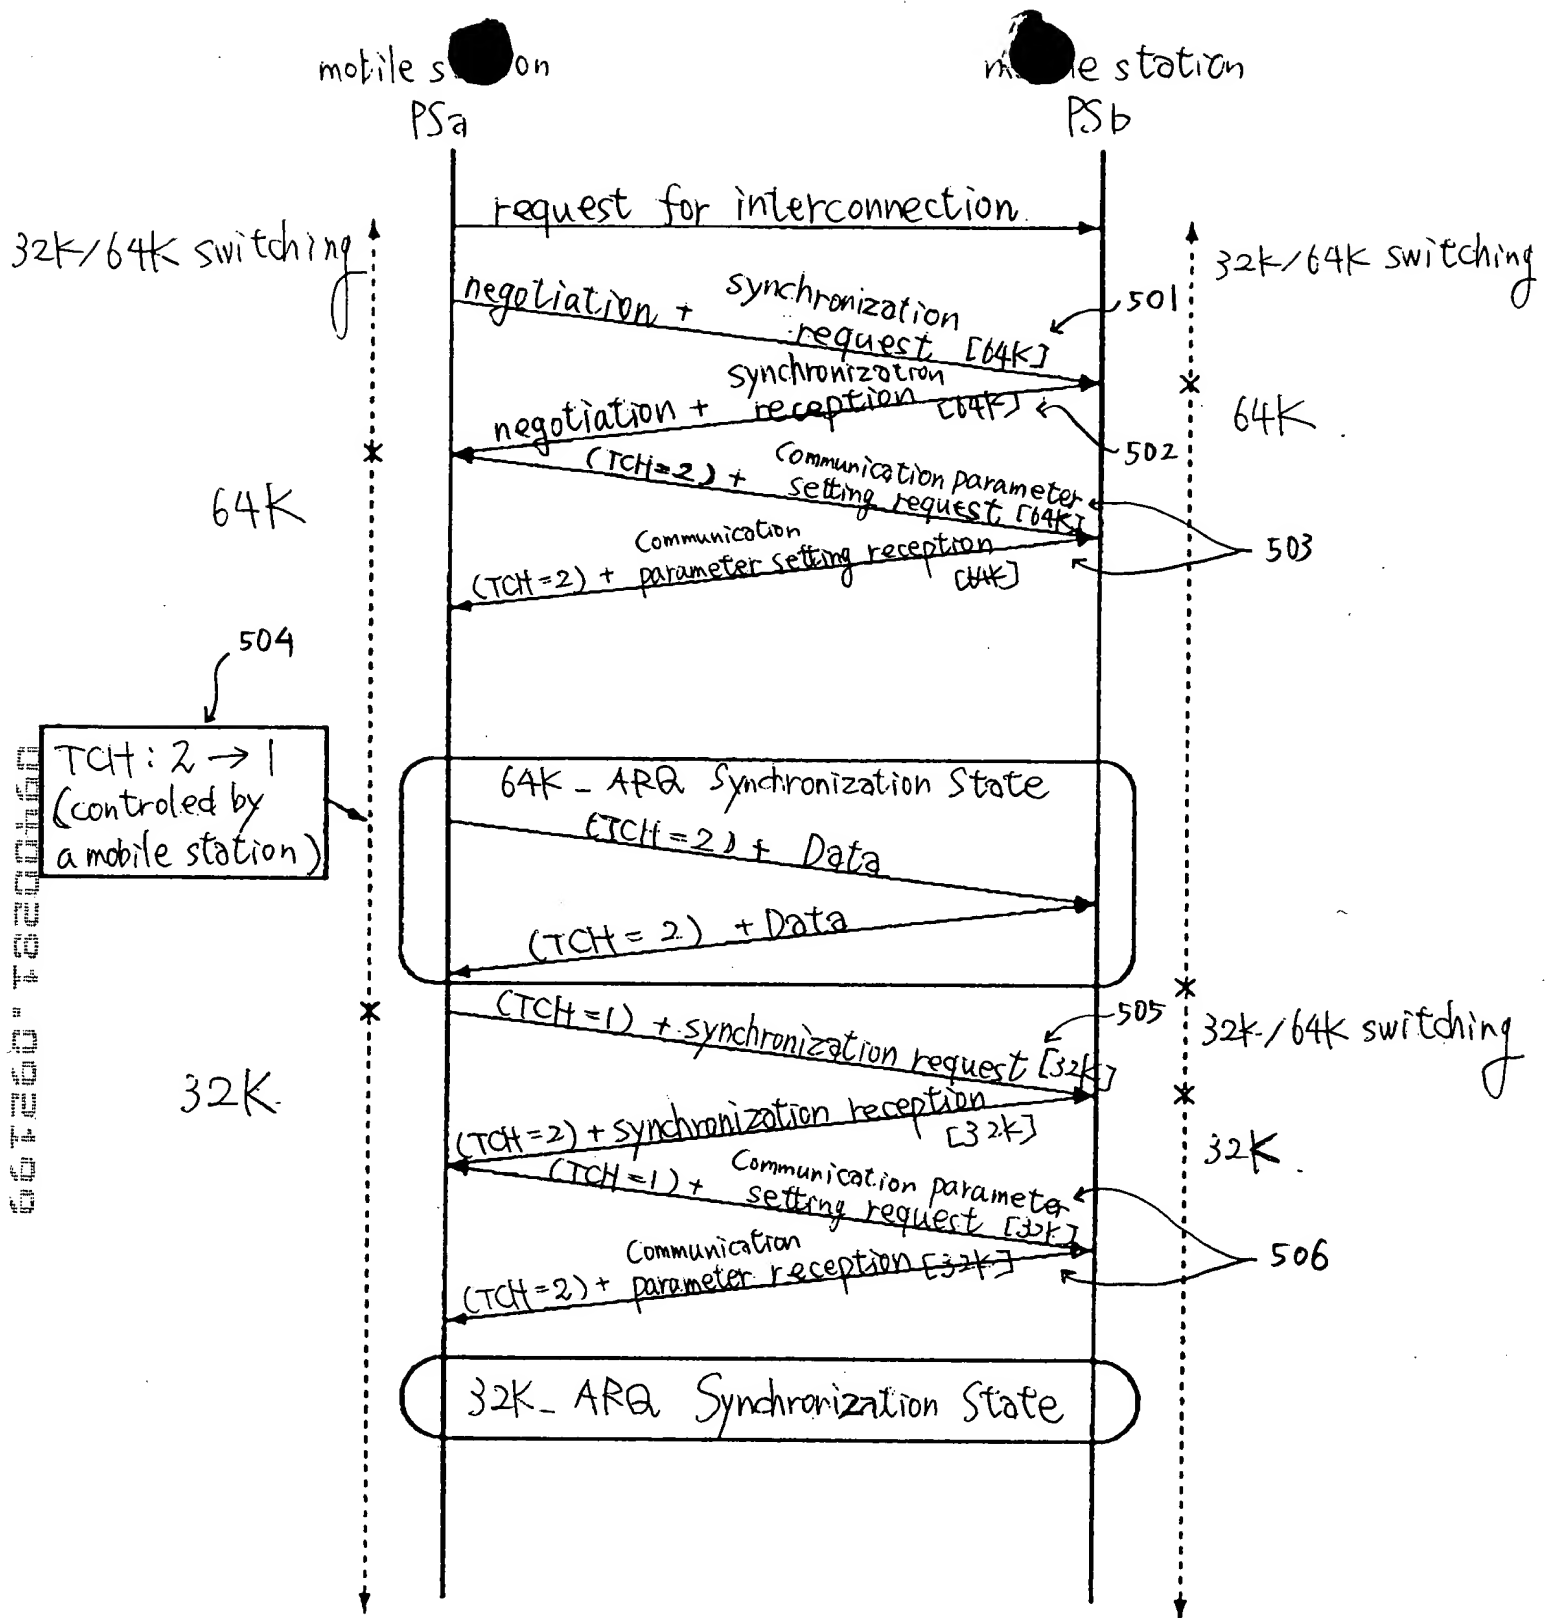 mobile station
mobile station
PSa
PSb
request for interconnection.
32K/64K switching
32K/64K switching
negotiation + synchronization
request [64K]
501
synchronization
negotiation + reception [64K]
502
64K
64K
(TCH=2) + Communication parameter
setting request [64K]
503
Communication
(TCH=2) + parameter setting reception
[64K]
504
TCH : 2 → 1
(controled by
a mobile station)
64K_ARQ Synchronization State
(TCH=2) + Data
(TCH = 2) + Data
(TCH=1) + synchronization request [32K]
505
32K/64K switching
32K.
(TCH=2) + synchronization reception
[32K]
32K.
(TCH=1) + Communication parameter
setting request [32K]
506
Communication
(TCH=2) + parameter reception [32K]
32K_ARQ Synchronization State